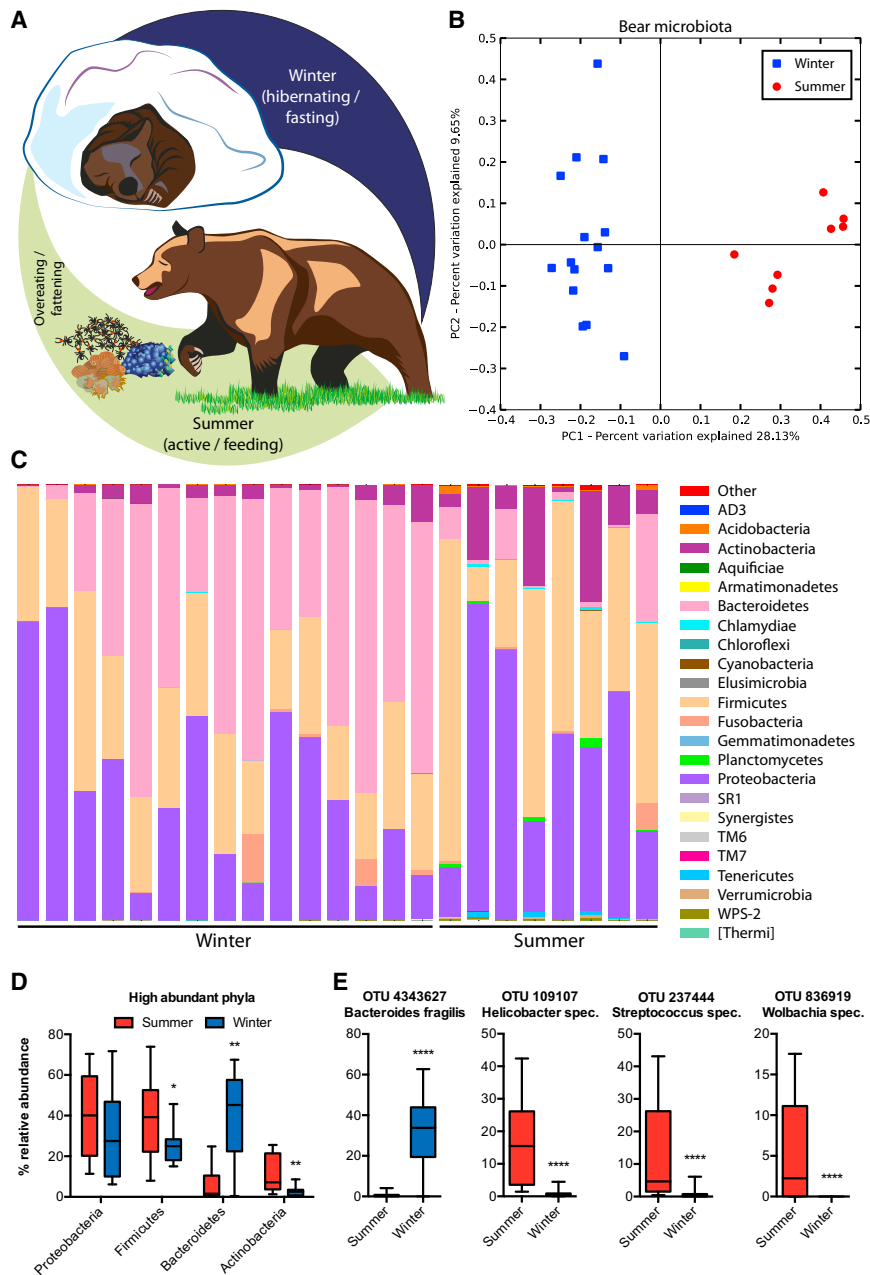 A
Winter
(hibernating /
fasting)
Overeating /
fattening
Summer
(active / feeding)
B
Bear microbiota
Winter
Summer
0.5
0.4
0.3
0.2
0.1
0.0
−0.1
−0.2
−0.3
−0.4
PC2 - Percent variation explained 9.65%
−0.4 −0.3 −0.2 −0.1 0.0 0.1 0.2 0.3 0.4 0.5
PC1 - Percent variation explained 28.13%
C
Other
AD3
Acidobacteria
Actinobacteria
Aquificiae
Armatimonadetes
Bacteroidetes
Chlamydiae
Chloroflexi
Cyanobacteria
Elusimicrobia
Firmicutes
Fusobacteria
Gemmatimonadetes
Planctomycetes
Proteobacteria
SR1
Synergistes
TM6
TM7
Tenericutes
Verrumicrobia
WPS-2
[Thermi]
Winter Summer
D
High abundant phyla
Summer Winter
% relative abundance
80
60
40
20
0
* ** **
Proteobacteria
Firmicutes
Bacteroidetes
Actinobacteria
E
OTU 4343627
Bacteroides fragilis
80
60
40
20
0
****
Summer Winter
OTU 109107
Helicobacter spec.
50
40
30
20
10
0
****
Summer Winter
OTU 237444
Streptococcus spec.
50
40
30
20
10
0
****
Summer Winter
OTU 836919
Wolbachia spec.
20
15
10
5
0
****
Summer Winter